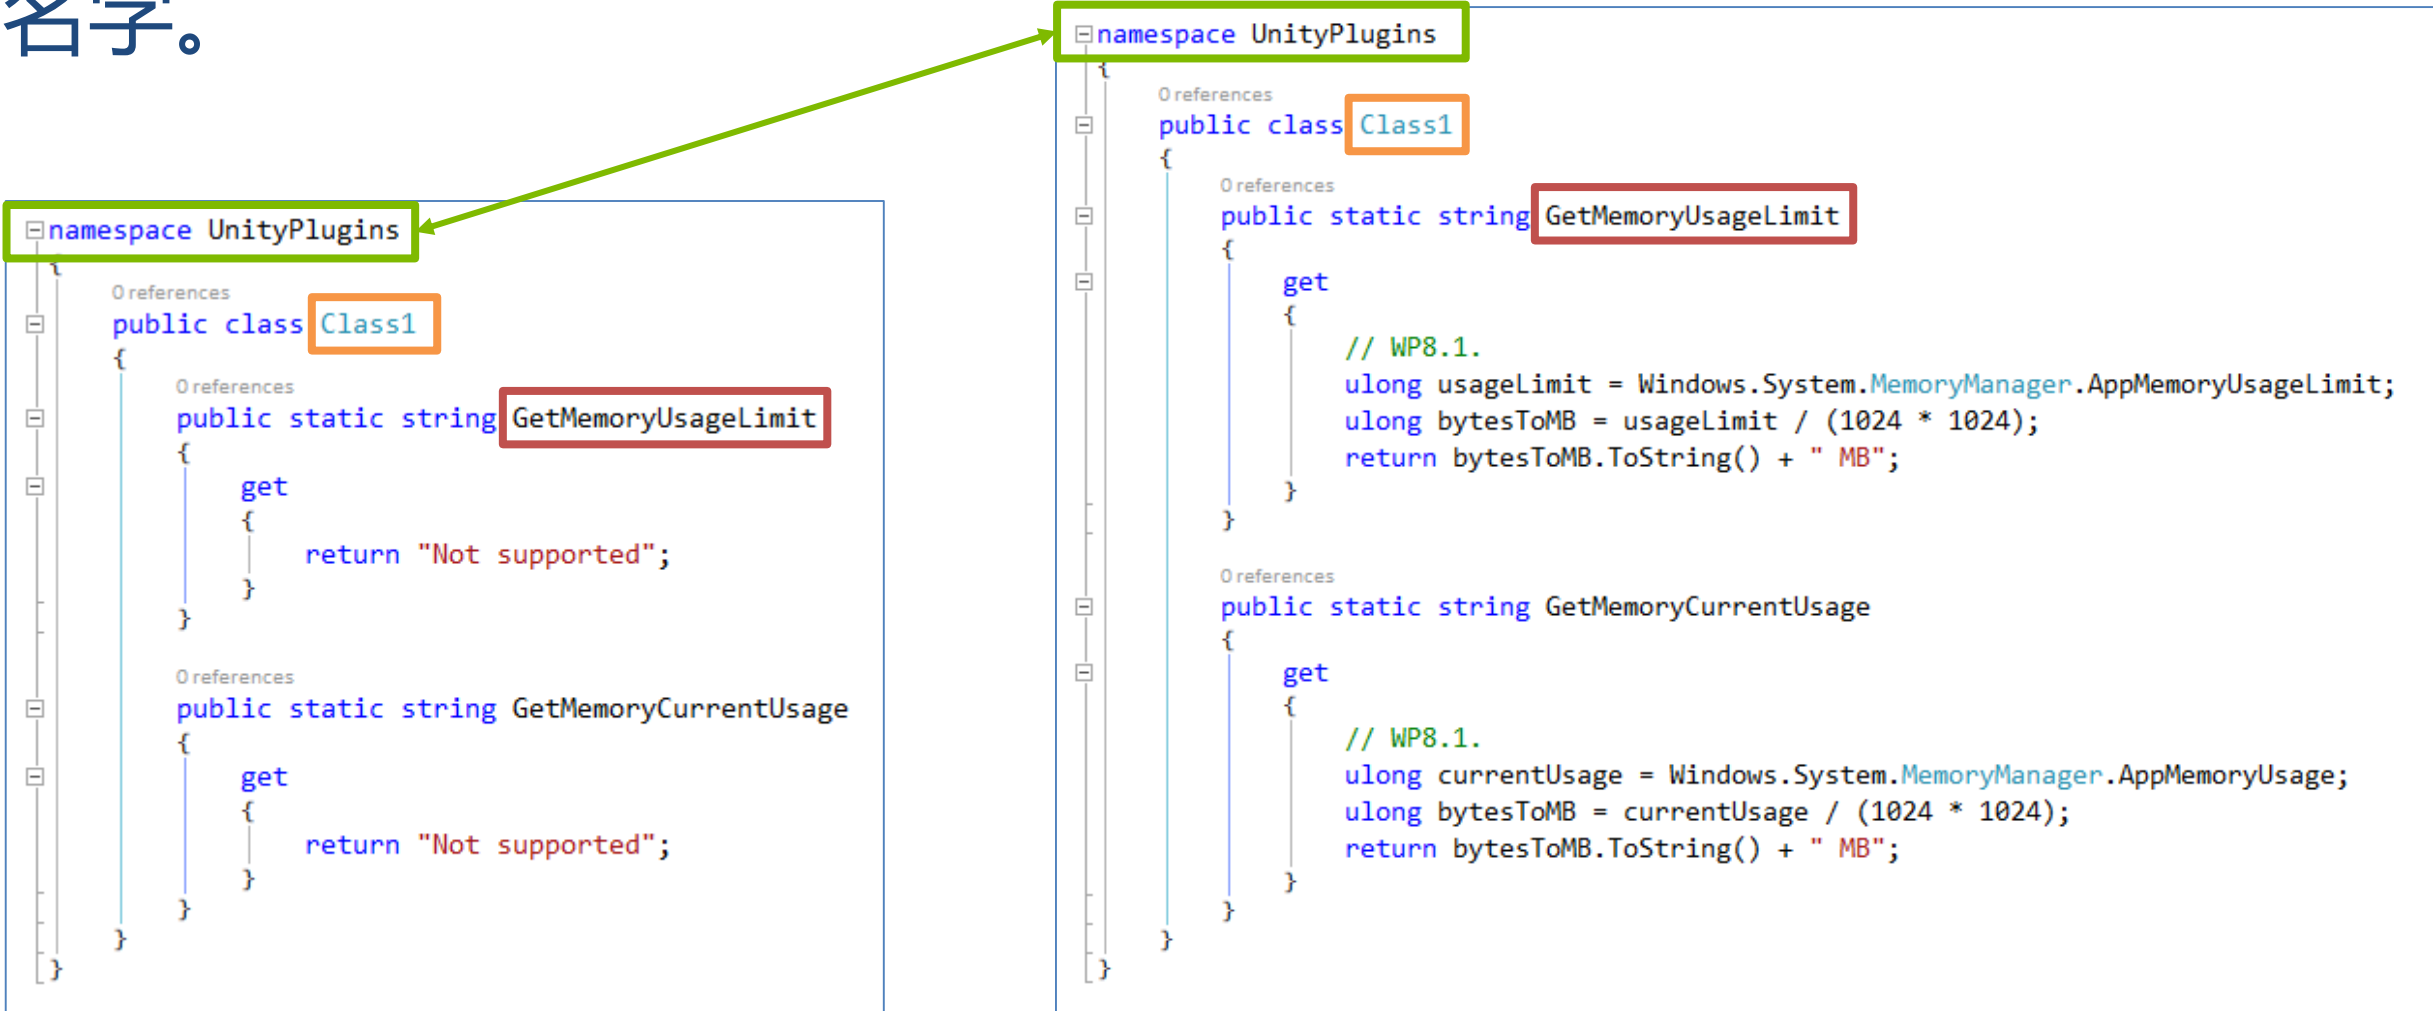 名字。
namespace UnityPlugins
{
0 references
public class Class1
{
0 references
public static string GetMemoryUsageLimit
{
get
{
return "Not supported";
}
}
0 references
public static string GetMemoryCurrentUsage
{
get
{
return "Not supported";
}
}
}
}
namespace UnityPlugins
{
0 references
public class Class1
{
0 references
public static string GetMemoryUsageLimit
{
get
{
// WP8.1.
ulong usageLimit = Windows.System.MemoryManager.AppMemoryUsageLimit;
ulong bytesToMB = usageLimit / (1024 * 1024);
return bytesToMB.ToString() + " MB";
}
}
0 references
public static string GetMemoryCurrentUsage
{
get
{
// WP8.1.
ulong currentUsage = Windows.System.MemoryManager.AppMemoryUsage;
ulong bytesToMB = currentUsage / (1024 * 1024);
return bytesToMB.ToString() + " MB";
}
}
}
}